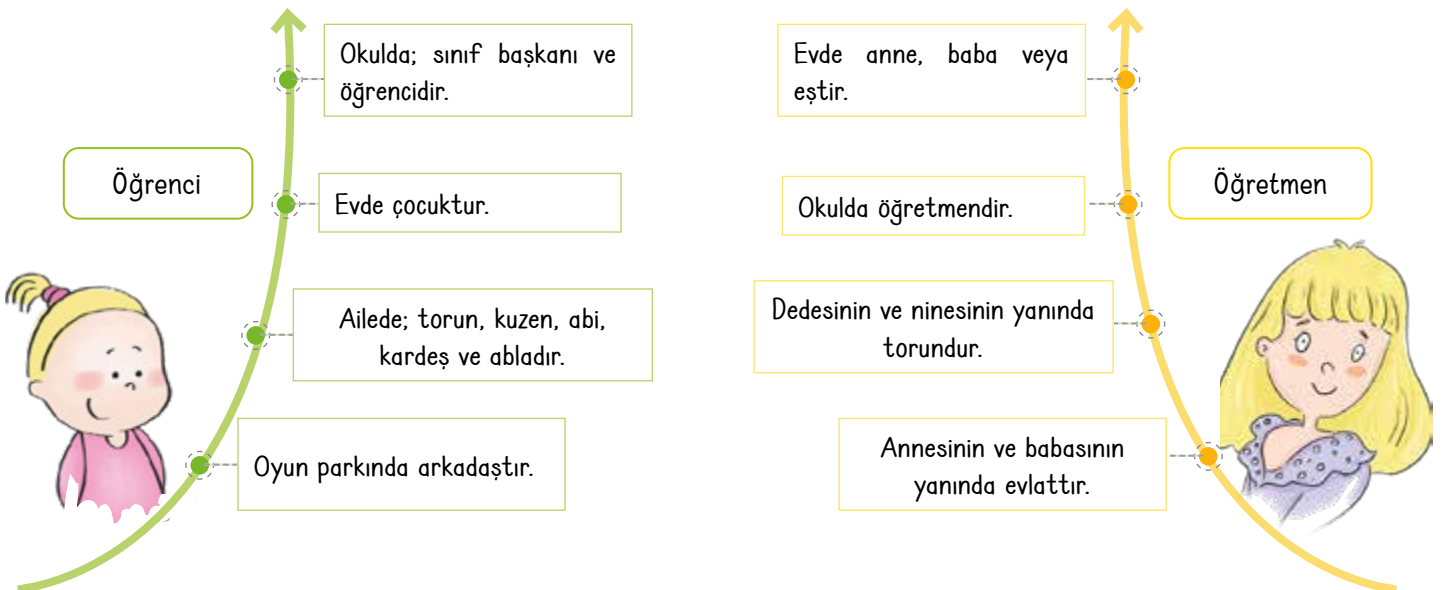 Öğrenci
Okulda; sınıf başkanı ve
öğrencidir.
Evde çocuktur.
Ailede; torun, kuzen, abi,
kardeş ve abladır.
Oyun parkında arkadaştır.
Öğretmen
Evde anne, baba veya
eştir.
Okulda öğretmendir.
Dedesinin ve ninesinin yanında
torundur.
Annesinin ve babasının
yanında evlattır.